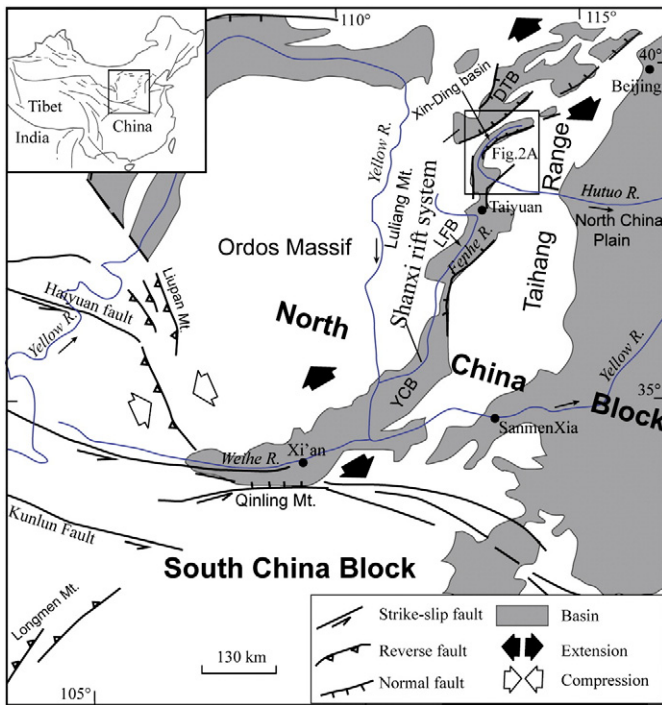 110°
115°
40°
Beijing
Tibet
India
China
DTB
Xin-Ding basin
Fig.2A
Yellow R.
Luliang Mt.
Shanxi rift system
LFB
Fenhe R.
Taiyuan
Hutuo R.
North China
Plain
Taihang Range
Ordos Massif
Liupan Mt.
Haiyuan fault
Yellow R.
North
China
Block
Yellow R.
35°
YCB
SanmenXia
Weihe R.
Xi'an
Qinling Mt.
Kunlun Fault
South China Block
Longmen Mt.
130 km
105°
Strike-slip fault
Reverse fault
Normal fault
Basin
Extension
Compression